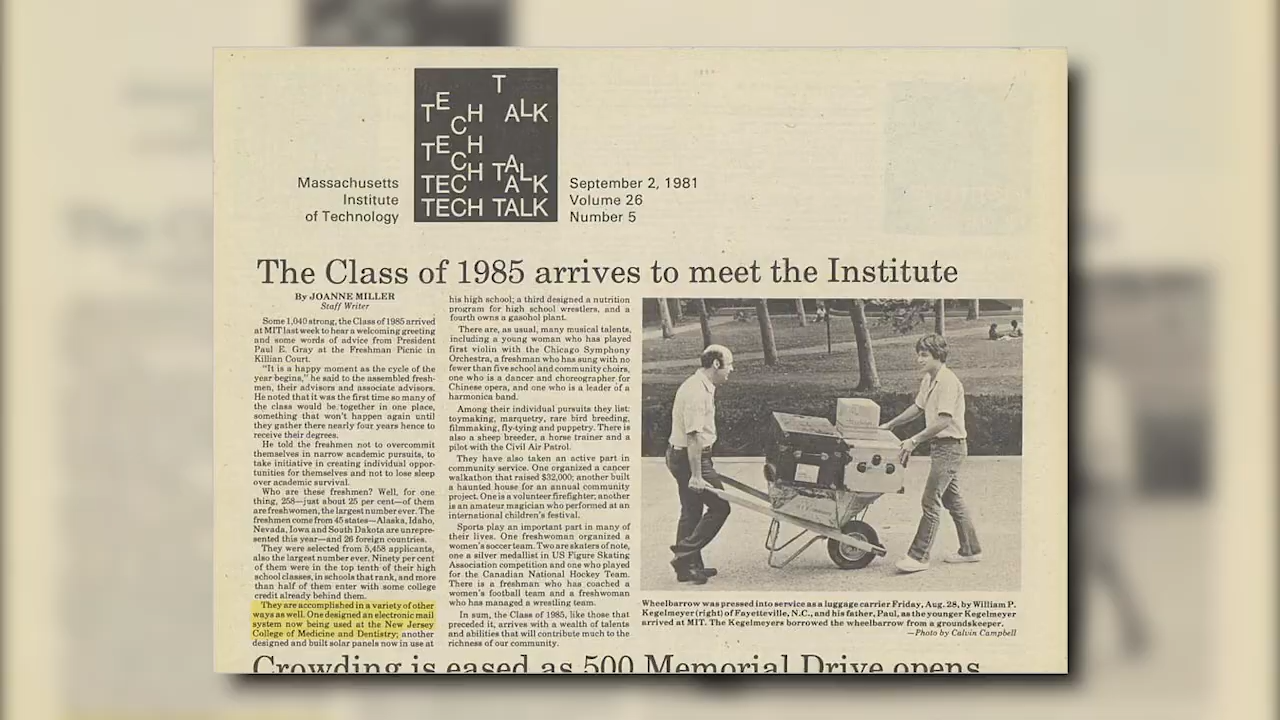 T
TECH TALK
TECH
TECH TALK
TECH TALK
Massachusetts
Institute
of Technology
September 2, 1981
Volume 26
Number 5
The Class of 1985 arrives to meet the Institute
By JOANNE MILLER
Staff Writer
Some 1,040 strong, the Class of 1985 arrived
at MIT last week to hear a welcoming greeting
and some words of advice from President
Paul E. Gray at the Freshman Picnic in
Killian Court.
"It is a happy moment as the cycle of the
year begins," he said to the assembled fresh-
men, their advisors and associate advisors.
He noted that it was the first time so many of
the class would be together in one place,
something that won't happen again until
they gather there nearly four years hence to
receive their degrees.
He told the freshmen not to overcommit
themselves in narrow academic pursuits, to
take initiative in creating individual oppor-
tunities for themselves and not to lose sleep
over academic survival.
Who are these freshmen? Well, for one
thing, 258—just about 25 per cent—of them
are freshwomen, the largest number ever. The
freshmen come from 45 states—Alaska, Idaho,
Nevada, Iowa and South Dakota are unrepre-
sented this year—and 26 foreign countries.
They were selected from 5,458 applicants,
also the largest number ever. Ninety per cent
of them were in the top tenth of their high
school classes, in schools that rank, and more
than half of them enter with some college
credit already behind them.
They are accomplished in a variety of other
ways as well. One designed an electronic mail
system now being used at the New Jersey
College of Medicine and Dentistry; another
designed and built solar panels now in use at
his high school; a third designed a nutrition
program for high school wrestlers, and a
fourth owns a gasohol plant.
There are, as usual, many musical talents,
including a young woman who has played
first violin with the Chicago Symphony
Orchestra, a freshman who has sung with no
fewer than five school and community choirs,
one who is a dancer and choreographer for
Chinese opera, and one who is a leader of a
harmonica band.
Among their individual pursuits they list:
toymaking, marquetry, rare bird breeding,
filmmaking, fly-tying and puppetry. There is
also a sheep breeder, a horse trainer and a
pilot with the Civil Air Patrol.
They have also taken an active part in
community service. One organized a cancer
walkathon that raised $32,000; another built
a haunted house for an annual community
project. One is a volunteer firefighter; another
is an amateur magician who performed at an
international children's festival.
Sports play an important part in many of
their lives. One freshwoman organized a
women's soccer team. Two are skaters of note,
one a silver medallist in US Figure Skating
Association competition and one who played
for the Canadian National Hockey Team.
There is a freshman who has coached a
women's football team and a freshwoman
who has managed a wrestling team.
In sum, the Class of 1985, like those that
preceded it, arrives with a wealth of talents
and abilities that will contribute much to the
richness of our community.
Wheelbarrow was pressed into service as a luggage carrier Friday, Aug. 28, by William P.
Kegelmeyer (right) of Fayetteville, N.C., and his father, Paul, as the younger Kegelmeyer
arrived at MIT. The Kegelmeyers borrowed the wheelbarrow from a groundskeeper.
—Photo by Calvin Campbell
Crowding is eased as 500 Memorial Drive opens